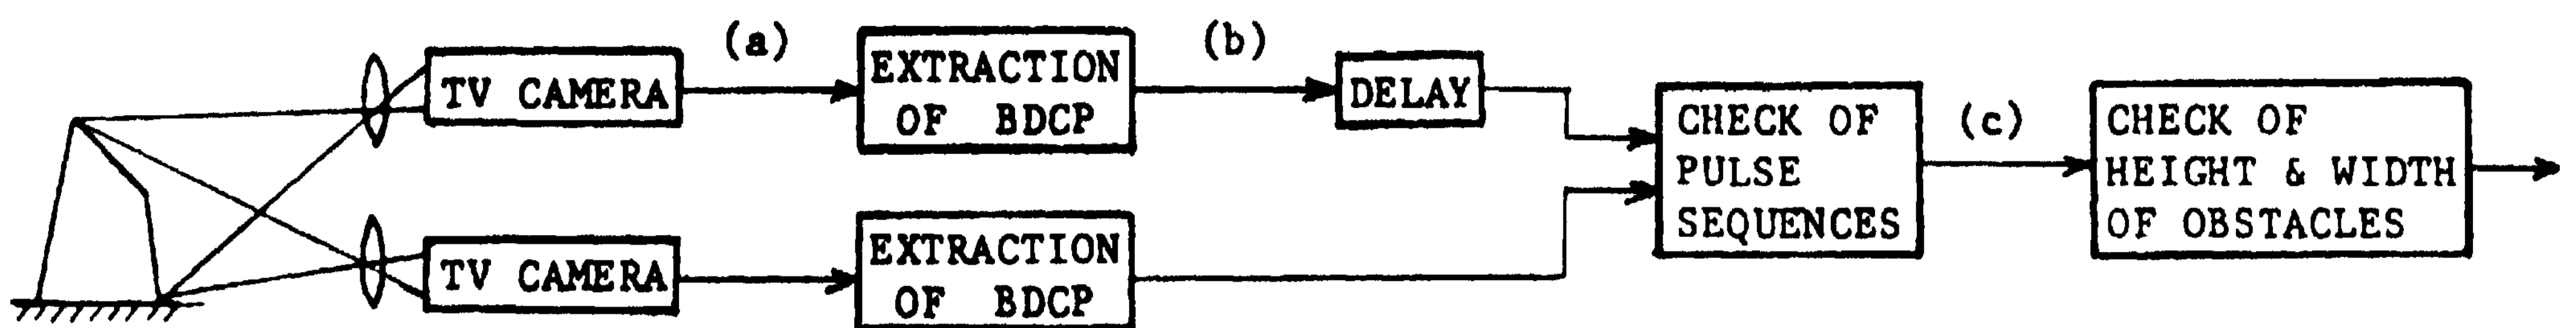 (a)
(b)
TV CAMERA
EXTRACTION
OF BDCP
DELAY
CHECK OF
PULSE
SEQUENCES
(c)
CHECK OF
HEIGHT & WIDTH
OF OBSTACLES
TV CAMERA
EXTRACTION
OF BDCP